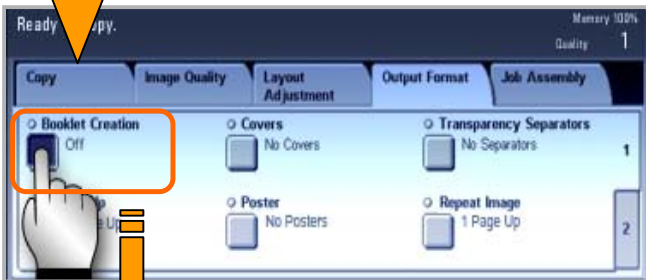 Ready
Memory 100%
Quality 1
Copy Image Quality Layout Adjustment Output Format Job Assembly
Booklet Creation Covers Transparency Separators
Off No Covers No Separators 1
Poster Repeat Image
Up No Posters 1 Page Up 2